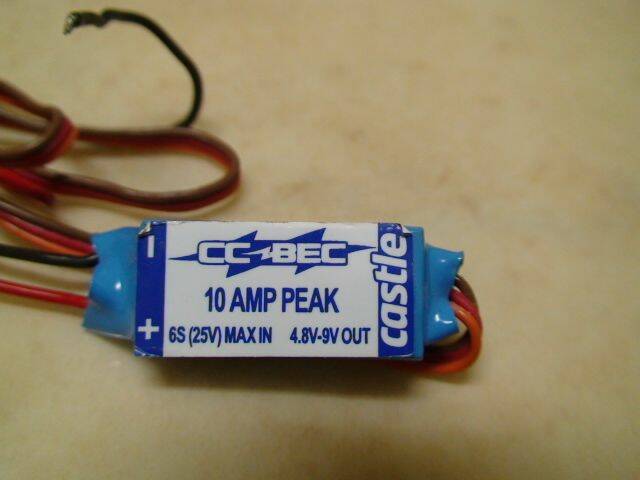 -
+
CC BEC
10 AMP PEAK
6S (25V) MAX IN 4.8V-9V OUT
castle